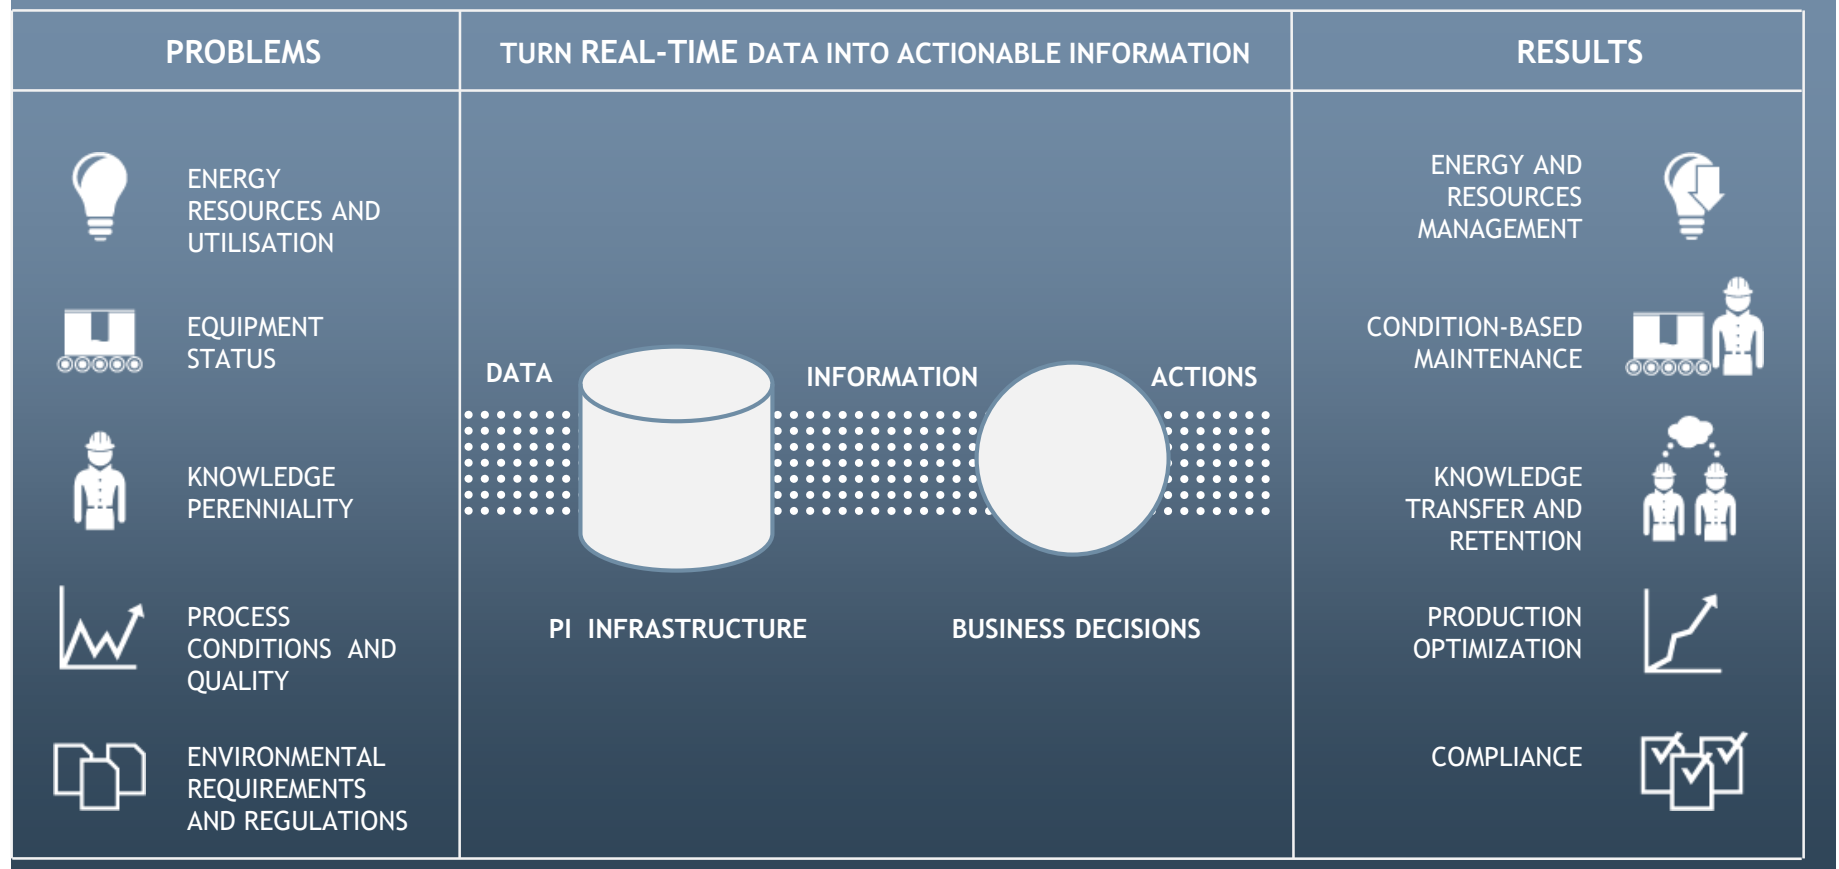 PROBLEMS
TURN REAL-TIME DATA INTO ACTIONABLE INFORMATION
RESULTS
ENERGY
RESOURCES AND
UTILISATION
EQUIPMENT
STATUS
KNOWLEDGE
PERENNIALITY
PROCESS
CONDITIONS AND
QUALITY
ENVIRONMENTAL
REQUIREMENTS
AND REGULATIONS
DATA
INFORMATION
ACTIONS
PI INFRASTRUCTURE
BUSINESS DECISIONS
ENERGY AND
RESOURCES
MANAGEMENT
CONDITION-BASED
MAINTENANCE
KNOWLEDGE
TRANSFER AND
RETENTION
PRODUCTION
OPTIMIZATION
COMPLIANCE